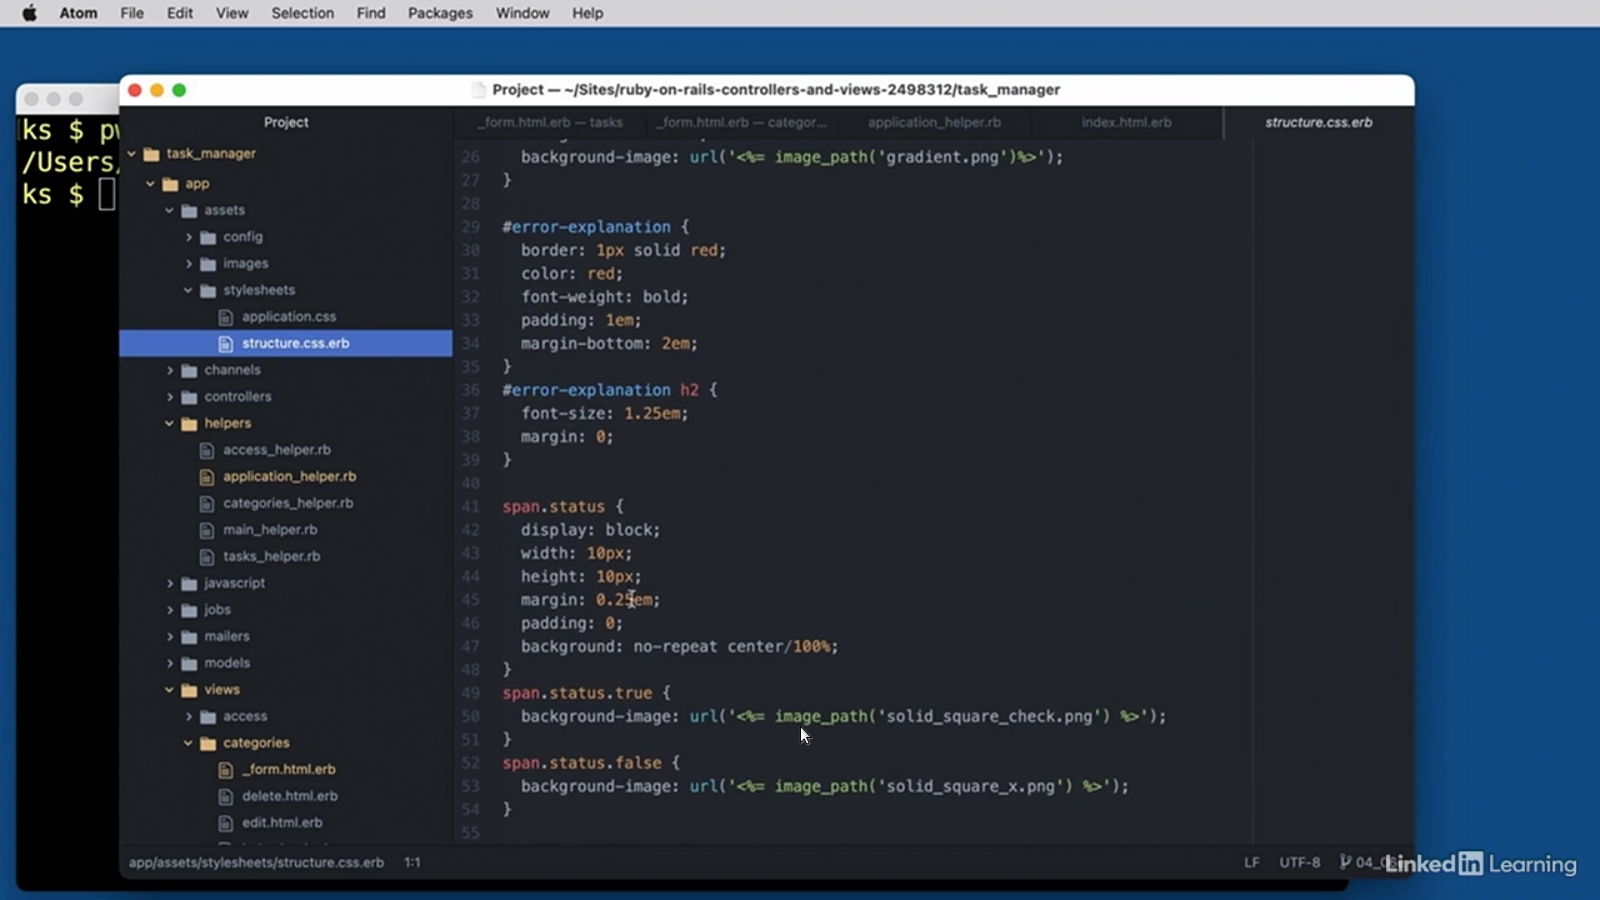 Atom File Edit View Selection Find Packages Window Help
Project — ~/Sites/ruby-on-rails-controllers-and-views-2498312/task_manager
ks $
/Users/
ks $
Project
task_manager
app
assets
config
images
stylesheets
application.css
structure.css.erb
channels
controllers
helpers
access_helper.rb
application_helper.rb
categories_helper.rb
main_helper.rb
tasks_helper.rb
javascript
jobs
mailers
models
views
access
categories
_form.html.erb
delete.html.erb
edit.html.erb
_form.html.erb — tasks _form.html.erb — categor... application_helper.rb index.html.erb structure.css.erb
26 background-image: url('<%= image_path('gradient.png')%>');
27 }
28
29 #error-explanation {
30 border: 1px solid red;
31 color: red;
32 font-weight: bold;
33 padding: 1em;
34 margin-bottom: 2em;
35 }
36 #error-explanation h2 {
37 font-size: 1.25em;
38 margin: 0;
39 }
40
41 span.status {
42 display: block;
43 width: 10px;
44 height: 10px;
45 margin: 0.25em;
46 padding: 0;
47 background: no-repeat center/100%;
48 }
49 span.status.true {
50 background-image: url('<%= image_path('solid_square_check.png') %>');
51 }
52 span.status.false {
53 background-image: url('<%= image_path('solid_square_x.png') %>');
54 }
55
app/assets/stylesheets/structure.css.erb 1:1 LF UTF-8 04_0
Linked in Learning